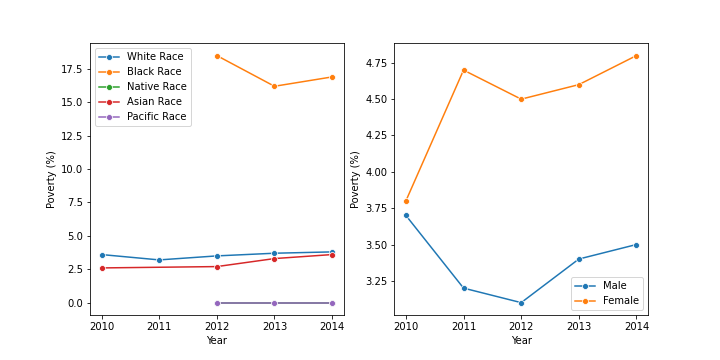 White Race
Black Race
Native Race
Asian Race
Pacific Race
Poverty (%)
17.5
15.0
12.5
10.0
7.5
5.0
2.5
0.0
2010 2011 2012 2013 2014
Year
Poverty (%)
4.75
4.50
4.25
4.00
3.75
3.50
3.25
Male
Female
2010 2011 2012 2013 2014
Year